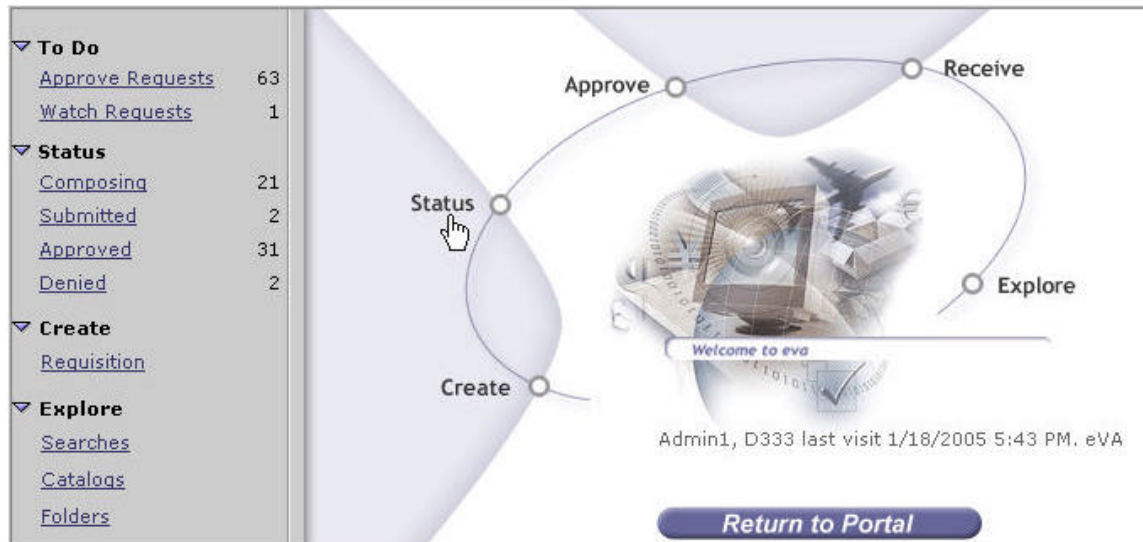 To Do
Approve Requests 63
Watch Requests 1
Status
Composing 21
Submitted 2
Approved 31
Denied 2
Create
Requisition
Explore
Searches
Catalogs
Folders
Approve
Receive
Status
Explore
Create
Welcome to eva
Admin1, D333 last visit 1/18/2005 5:43 PM. eVA
Return to Portal